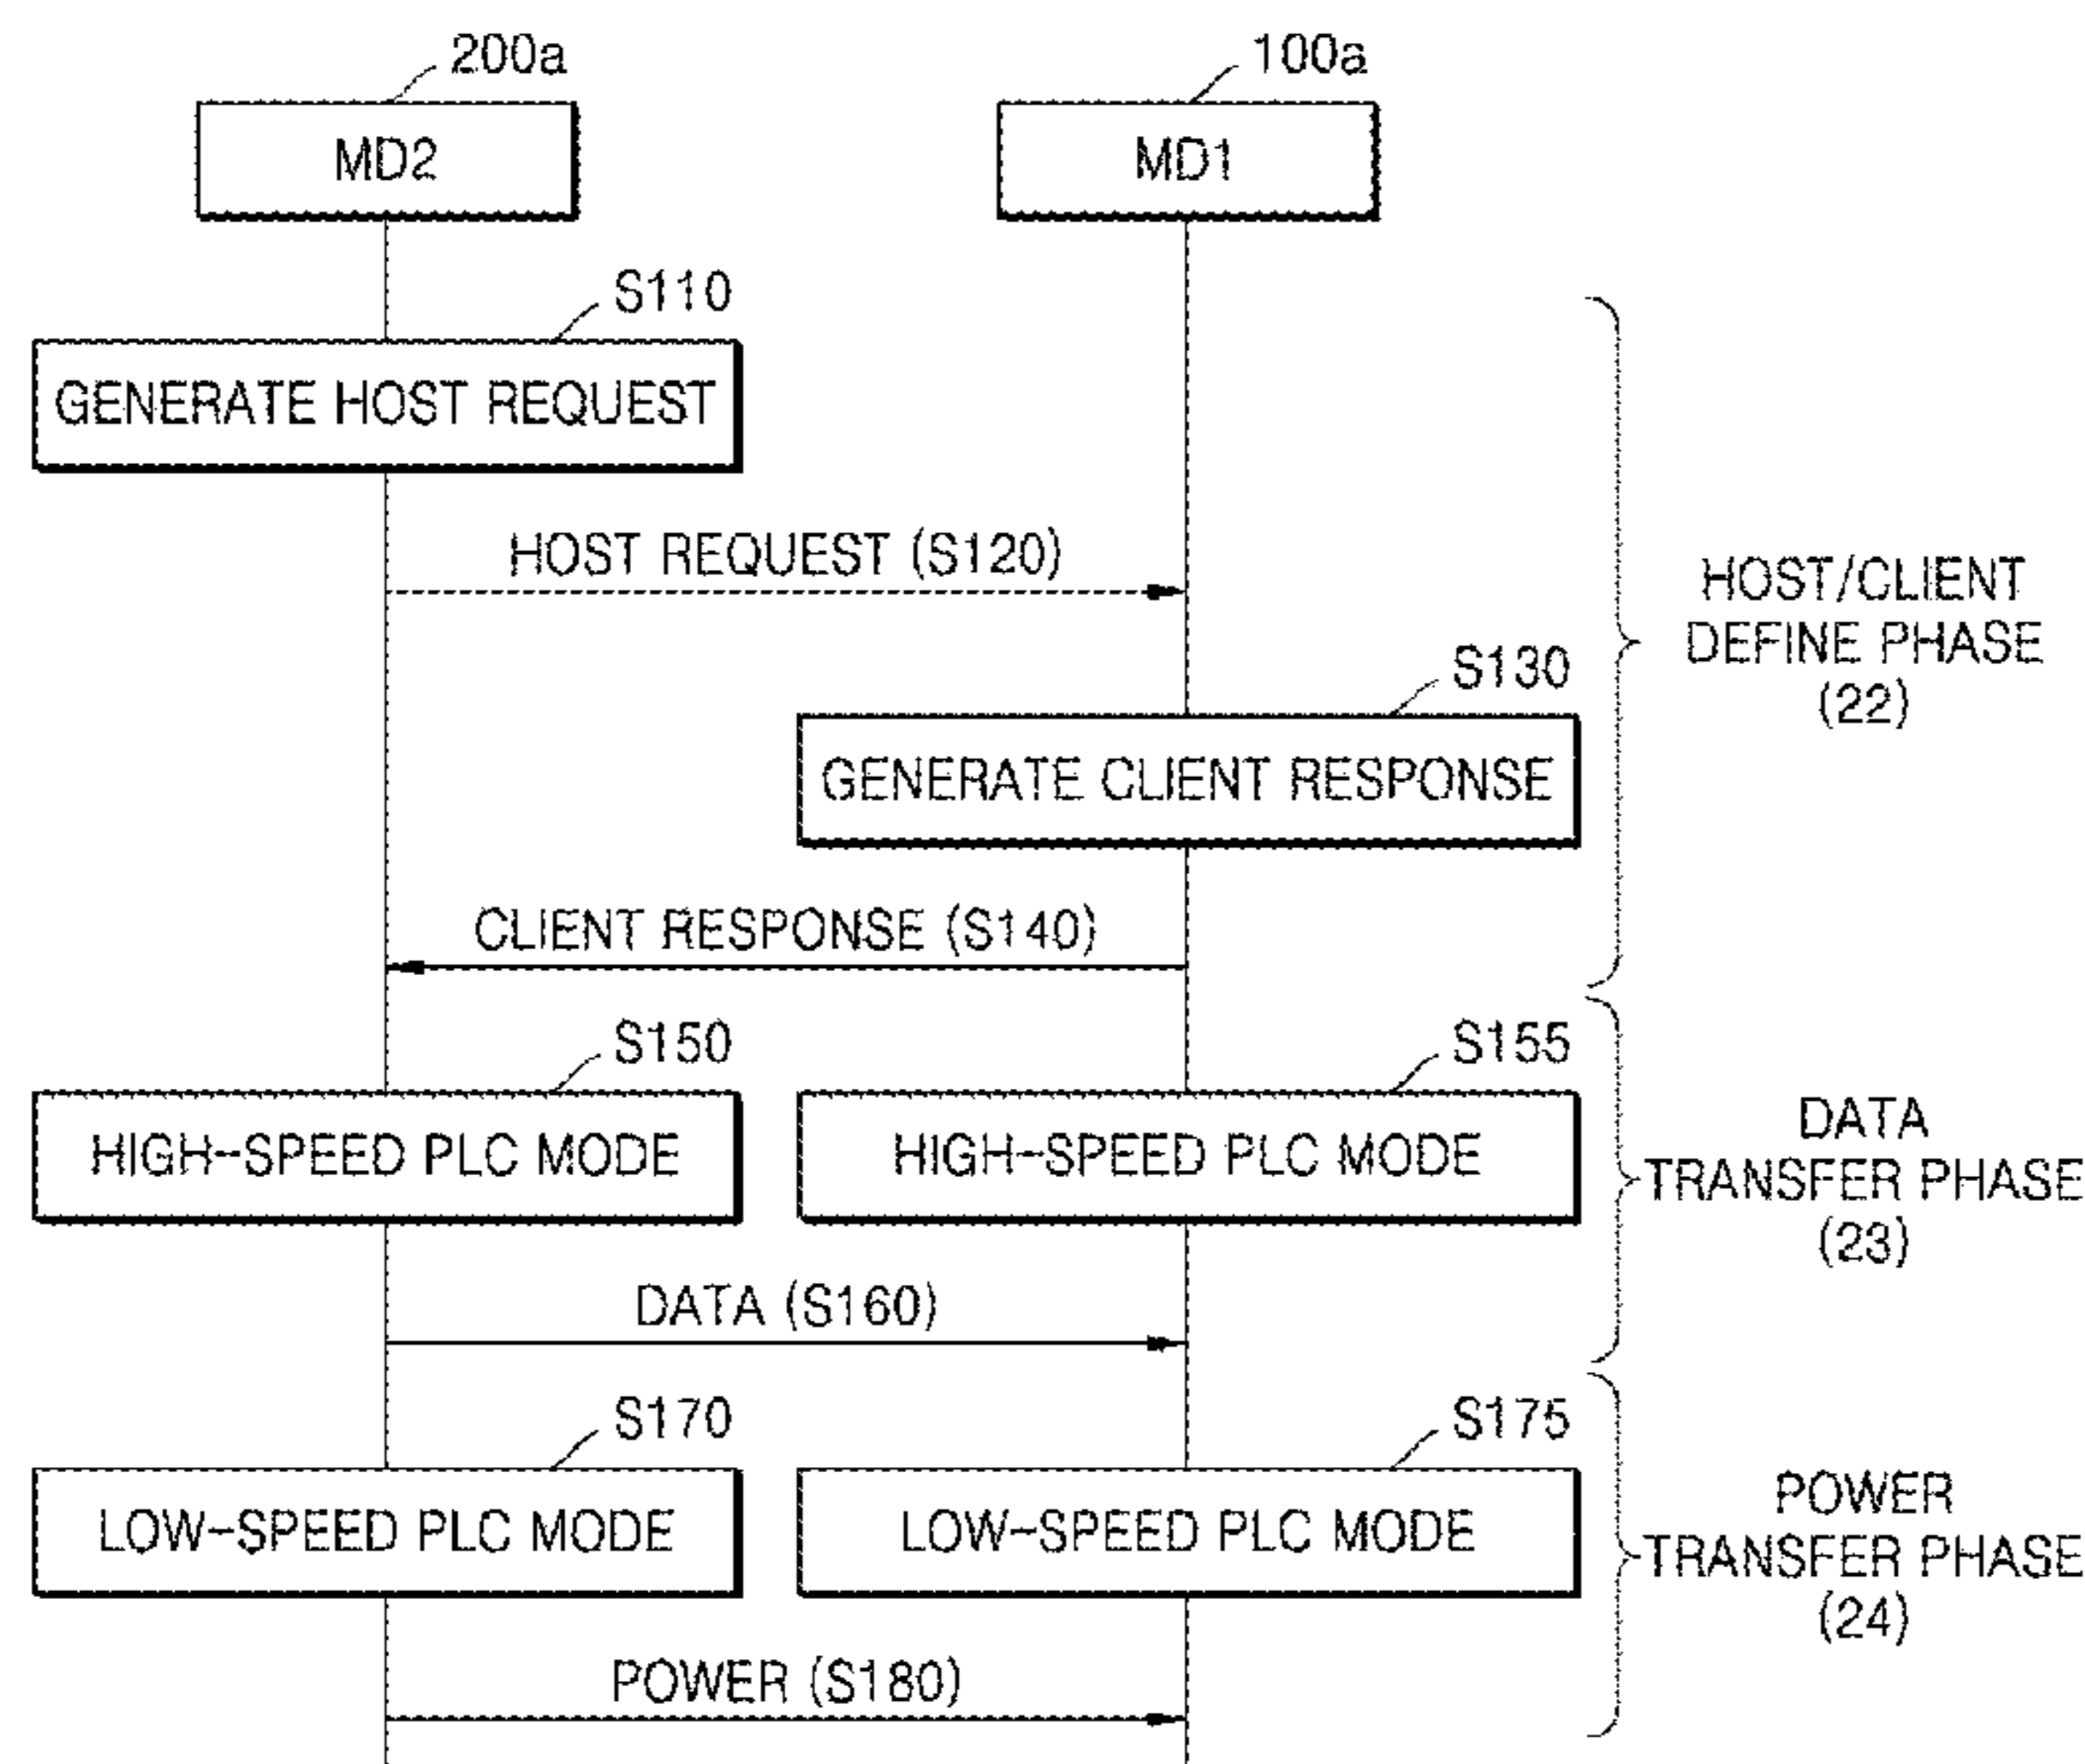 200a
100a
MD2
MD1
S110
GENERATE HOST REQUEST
HOST REQUEST (S120)
HOST/CLIENT
DEFINE PHASE
(22)
S130
GENERATE CLIENT RESPONSE
CLIENT RESPONSE (S140)
S150
S155
HIGH-SPEED PLC MODE
HIGH-SPEED PLC MODE
DATA
TRANSFER PHASE
(23)
DATA (S160)
S170
S175
LOW-SPEED PLC MODE
LOW-SPEED PLC MODE
POWER
TRANSFER PHASE
(24)
POWER (S180)